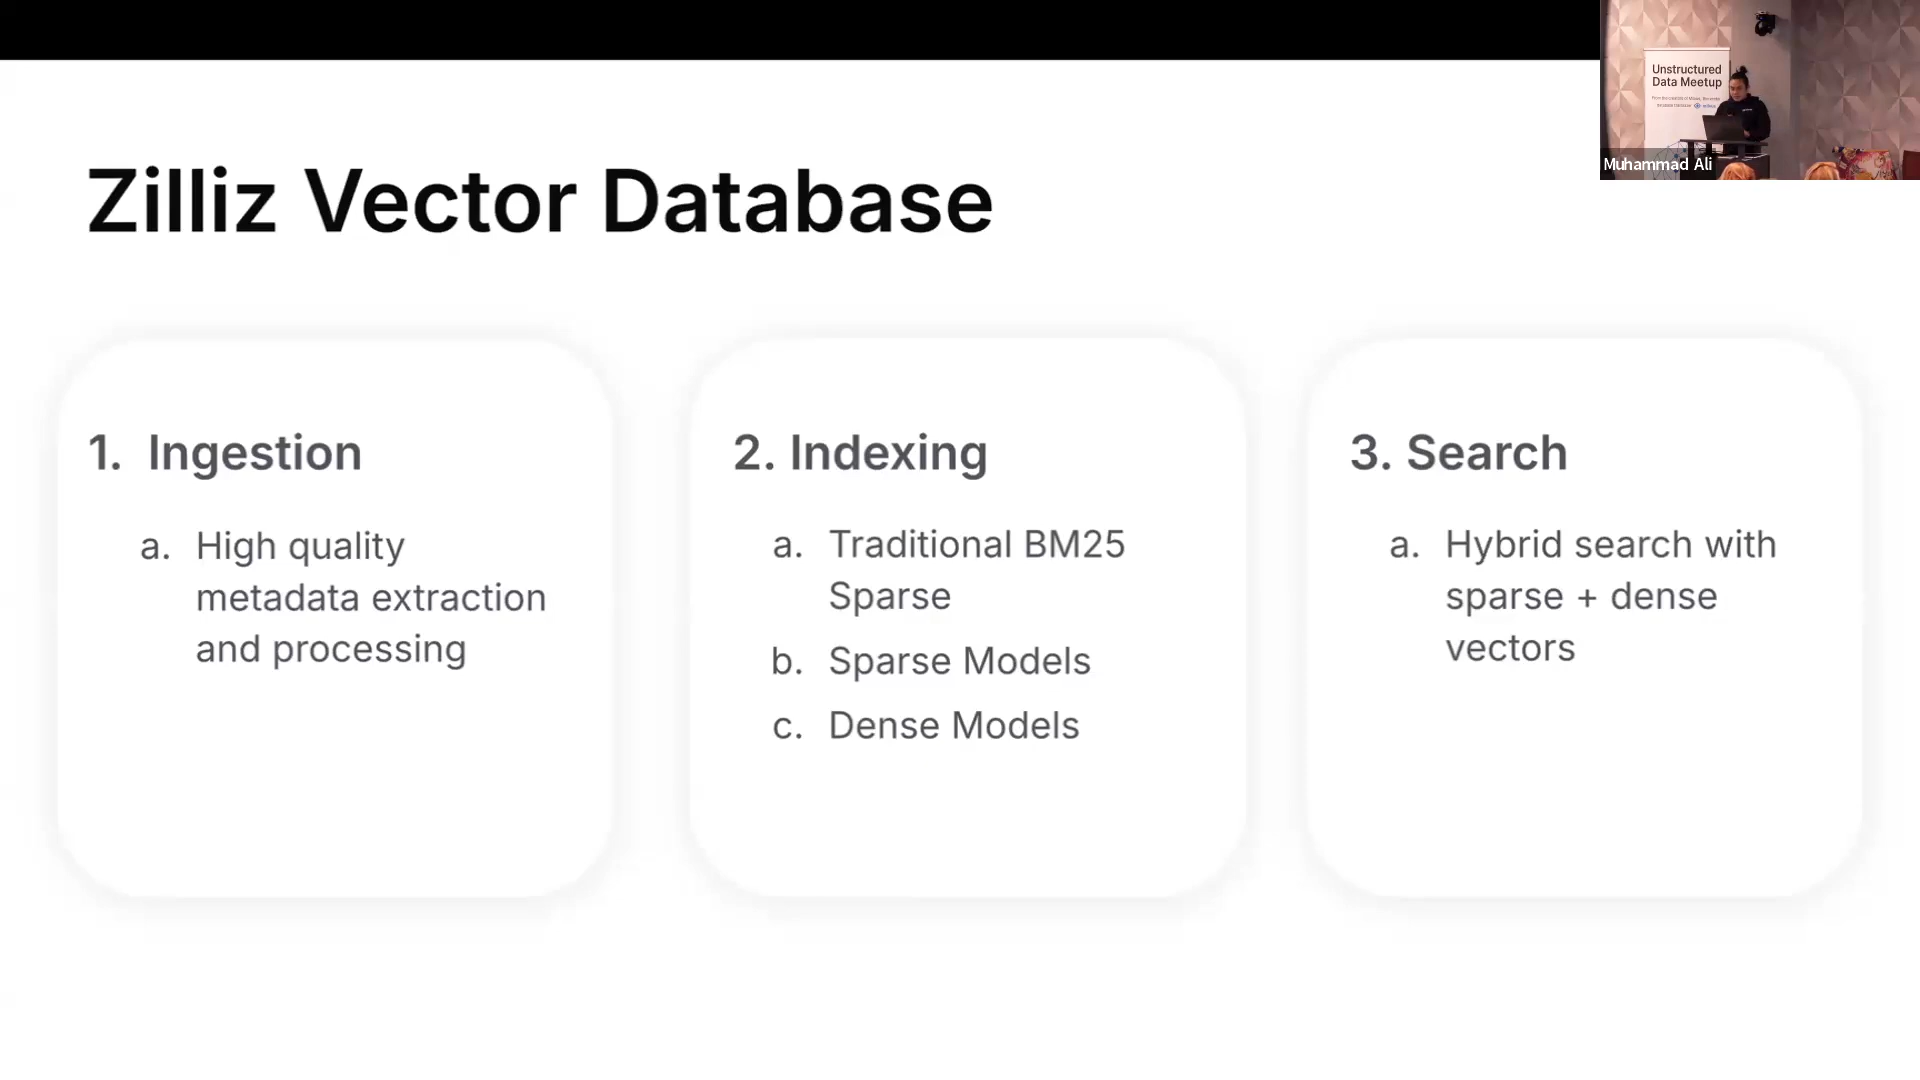 Zilliz Vector Database
1. Ingestion
a. High quality
metadata extraction
and processing
2. Indexing
a. Traditional BM25
Sparse
b. Sparse Models
c. Dense Models
3. Search
a. Hybrid search with
sparse + dense
vectors
Unstructured
Data Meetup
Muhammad Ali